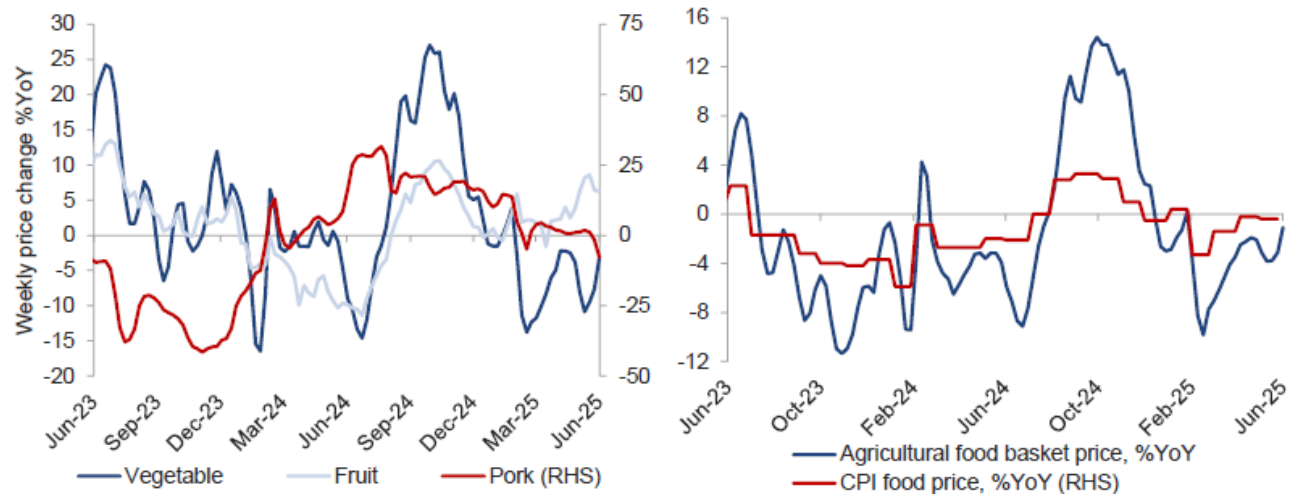 Weekly price change %YoY
30
25
20
15
10
5
0
-5
-10
-15
-20
75
50
25
0
-25
-50
Jun-23
Sep-23
Dec-23
Mar-24
Jun-24
Sep-24
Dec-24
Mar-25
Jun-25
Vegetable
Fruit
Pork (RHS)
16
12
8
4
0
-4
-8
-12
Jun-23
Oct-23
Feb-24
Jun-24
Oct-24
Feb-25
Jun-25
Agricultural food basket price, %YoY
CPI food price, %YoY (RHS)